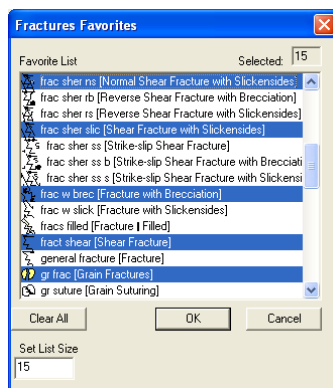 Fractures Favorites
Favorite List Selected: 15
frac sher ns [Normal Shear Fracture with Slickensides]
frac sher rb [Reverse Shear Fracture with Brecciation]
frac sher rs [Reverse Shear Fracture with Slickensides]
frac sher slic [Shear Fracture with Slickensides]
frac sher ss [Strike-slip Shear Fracture]
frac sher ss b [Strike-slip Shear Fracture with Brecciati
frac sher ss s [Strike-slip Shear Fracture with Slickensi
frac w brec [Fracture with Brecciation]
frac w slick [Fracture with Slickensides]
fracs filled [Fracture | Filled]
fract shear [Shear Fracture]
general fracture [Fracture]
gr frac [Grain Fractures]
gr suture [Grain Suturing]
Clear All OK Cancel
Set List Size
15